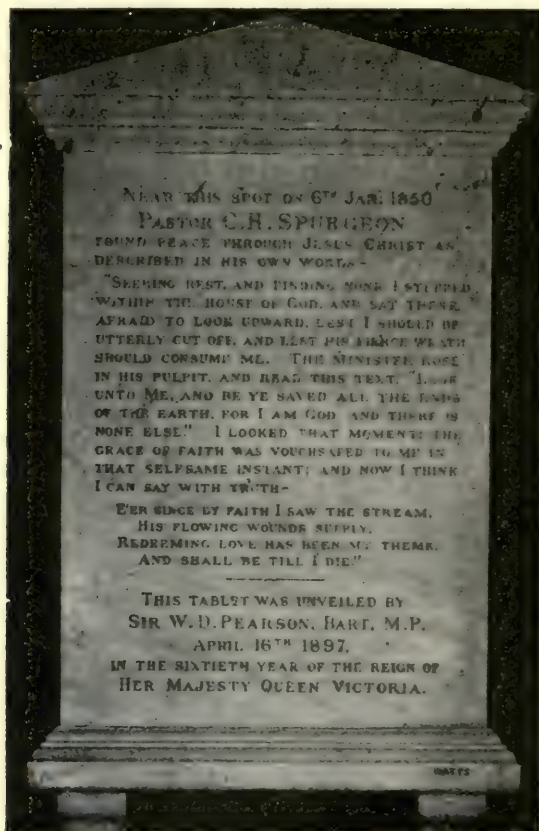 NEAR THIS SPOT ON 6TH JAN: 1850
PASTOR C. H. SPURGEON
FOUND PEACE THROUGH JESUS CHRIST AS
DESCRIBED IN HIS OWN WORDS-
"SEEKING REST, AND FINDING NONE I STEPPED
WITHIN THE HOUSE OF GOD, AND SAT THERE,
AFRAID TO LOOK UPWARD, LEST I SHOULD BE
UTTERLY CUT OFF, AND LEST HIS FIERCE WRATH
SHOULD CONSUME ME. THE MINISTER ROSE
IN HIS PULPIT, AND READ THIS TEXT, "LOOK
UNTO ME, AND BE YE SAVED ALL THE ENDS
OF THE EARTH, FOR I AM GOD AND THERE IS
NONE ELSE." I LOOKED THAT MOMENT; THE
GRACE OF FAITH WAS VOUCHSAFED TO ME IN
THAT SELFSAME INSTANT; AND NOW I THINK
I CAN SAY WITH TRUTH-
E'ER SINCE BY FAITH I SAW THE STREAM,
HIS FLOWING WOUNDS SUPPLY,
REDEEMING LOVE HAS BEEN MY THEME,
AND SHALL BE TILL I DIE."
THIS TABLET WAS UNVEILED BY
SIR W. D. PEARSON, BART, M.P.
APRIL 16TH 1897,
IN THE SIXTIETH YEAR OF THE REIGN OF
HER MAJESTY QUEEN VICTORIA.
WATTS